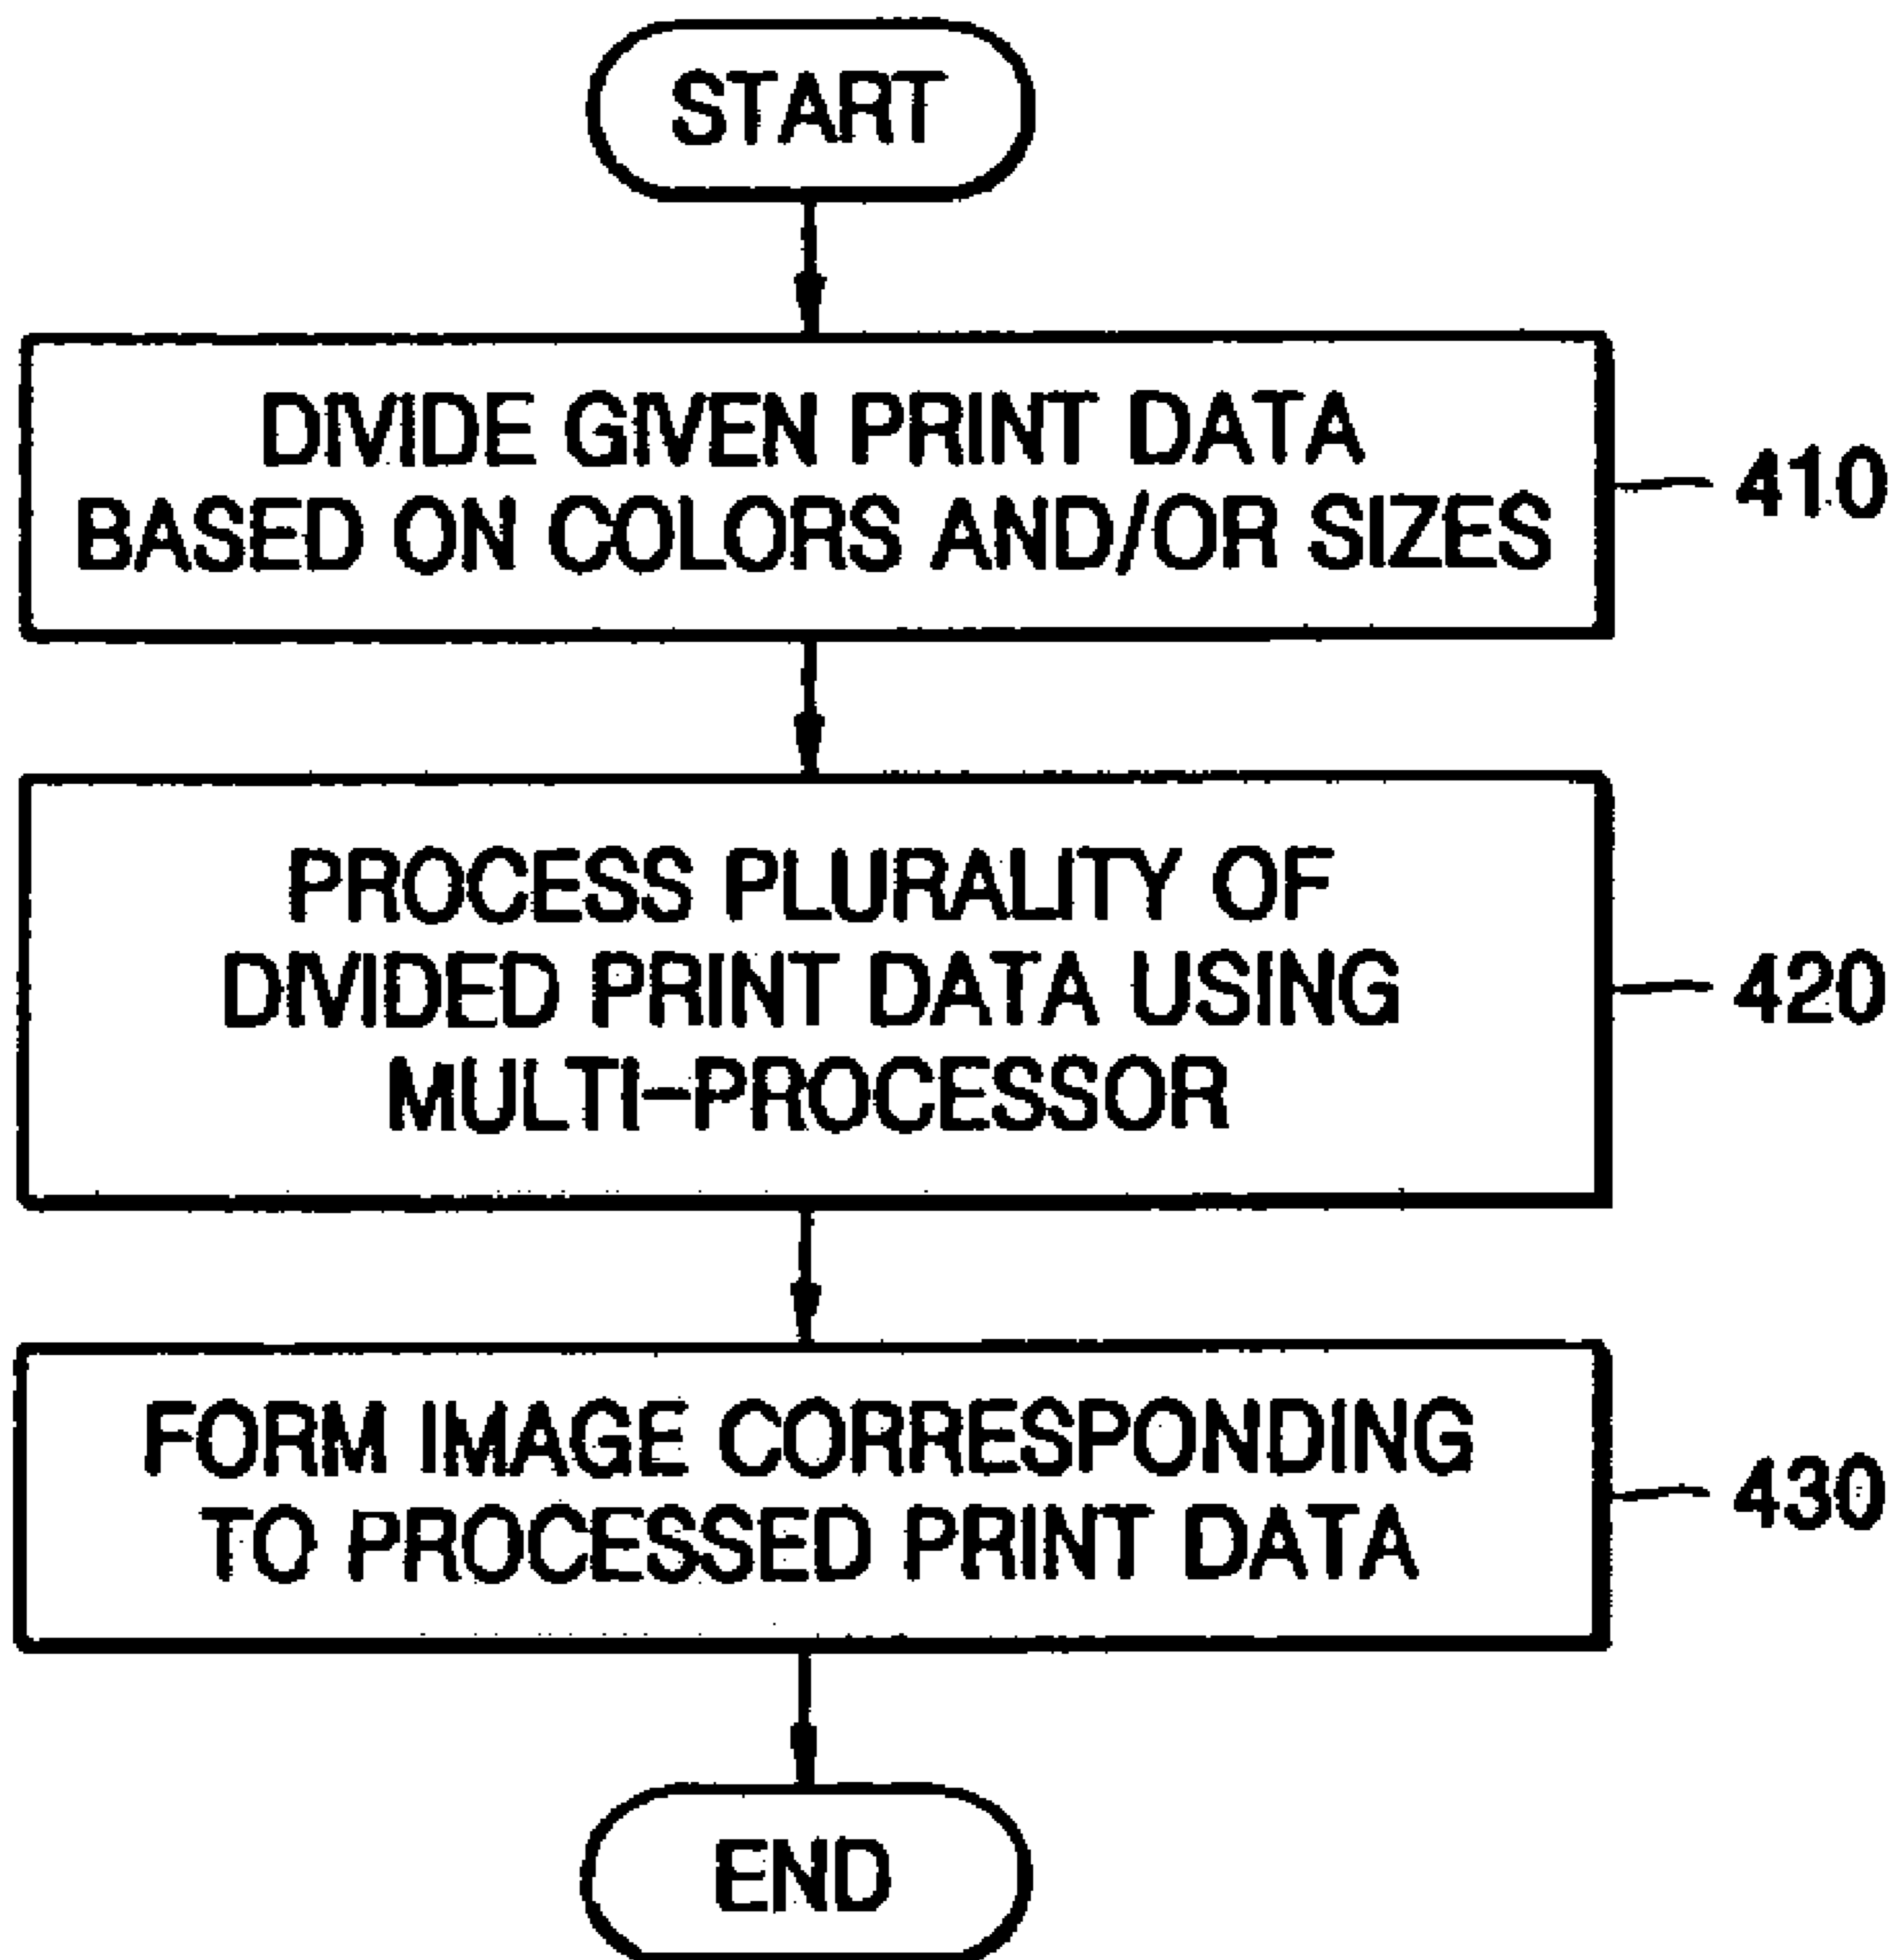 START
DIVIDE GIVEN PRINT DATA
BASED ON COLORS AND/OR SIZES
410
PROCESS PLURALITY OF
DIVIDED PRINT DATA USING
MULTI-PROCESSOR
420
FORM IMAGE CORRESPONDING
TO PROCESSED PRINT DATA
430
END